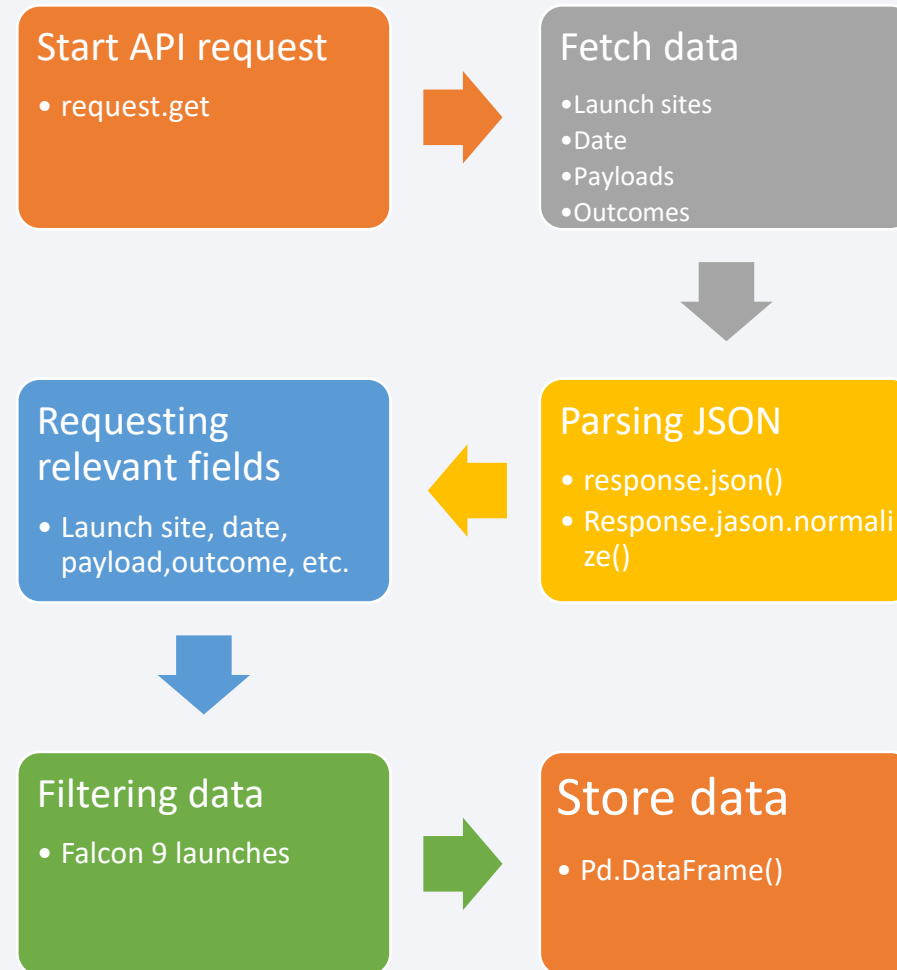 Start API request
• request.get
Fetch data
•Launch sites
•Date
•Payloads
•Outcomes
Parsing JSON
• response.json()
• Response.jason.normali
ze()
Requesting
relevant fields
• Launch site, date,
payload,outcome, etc.
Filtering data
• Falcon 9 launches
Store data
• Pd.DataFrame()